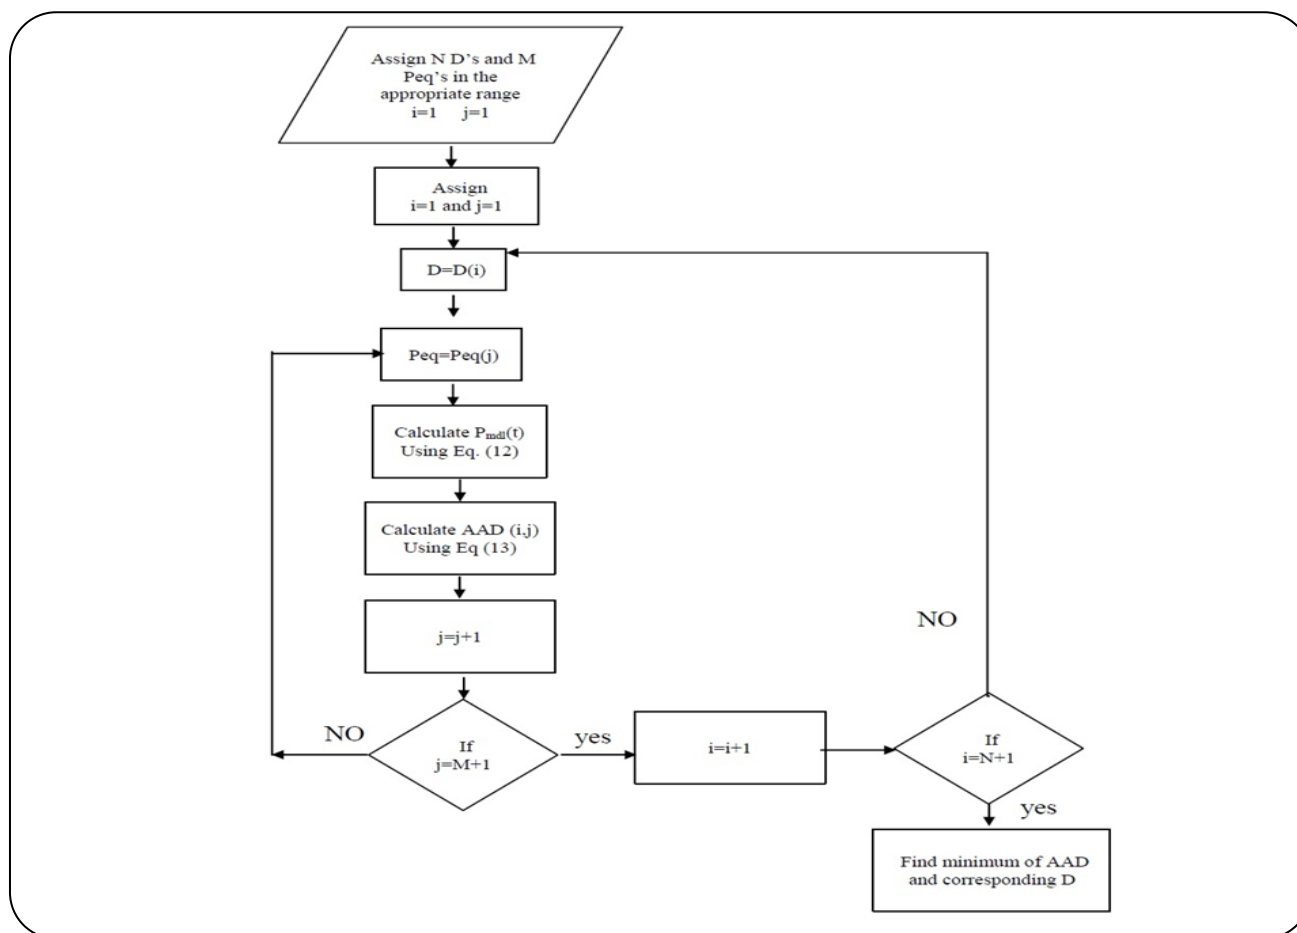 Assign N D's and M
Peq's in the
appropriate range
i=1 j=1
Assign
i=1 and j=1
D=D(i)
Peq=Peq(j)
Calculate Pmdl(t)
Using Eq. (12)
Calculate AAD (i,j)
Using Eq (13)
j=j+1
NO
If
j=M+1
yes
i=i+1
NO
If
i=N+1
yes
Find minimum of AAD
and corresponding D